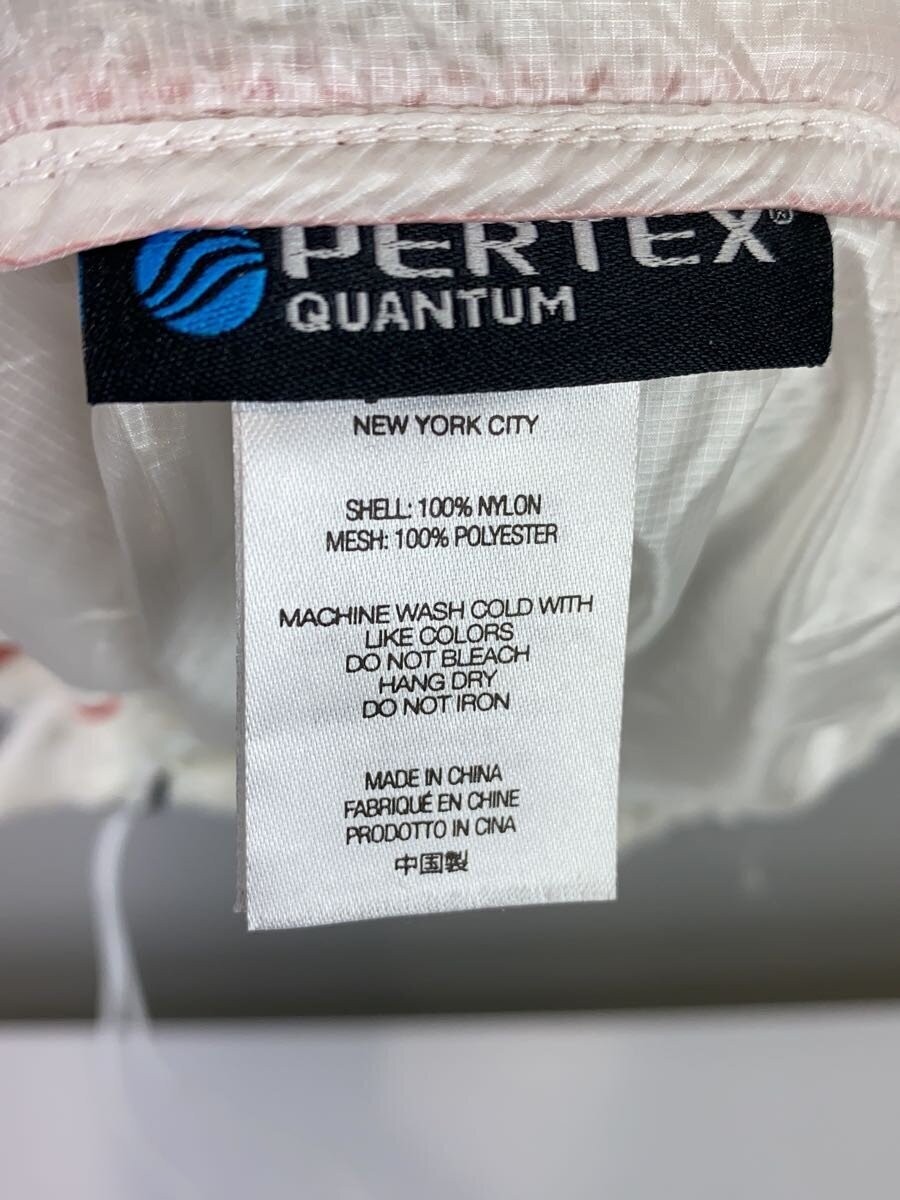 PERTEX®
QUANTUM
NEW YORK CITY
SHELL: 100% NYLON
MESH: 100% POLYESTER
MACHINE WASH COLD WITH
LIKE COLORS
DO NOT BLEACH
HANG DRY
DO NOT IRON
MADE IN CHINA
FABRIQUÉ EN CHINE
PRODOTTO IN CINA
中国製